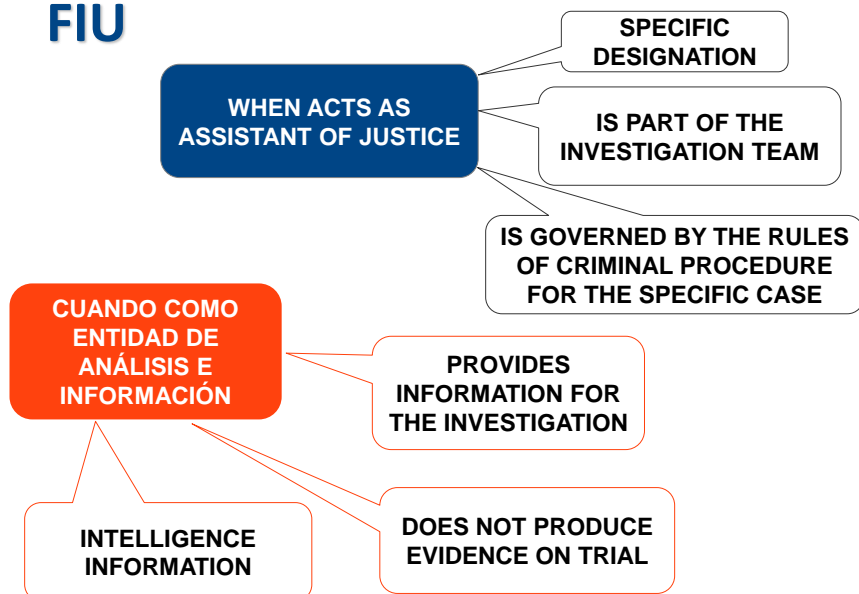 FIU
SPECIFIC
DESIGNATION
WHEN ACTS AS
ASSISTANT OF JUSTICE
IS PART OF THE
INVESTIGATION TEAM
IS GOVERNED BY THE RULES
OF CRIMINAL PROCEDURE
FOR THE SPECIFIC CASE
CUANDO COMO
ENTIDAD DE
ANÁLISIS E
INFORMACIÓN
PROVIDES
INFORMATION FOR
THE INVESTIGATION
INTELLIGENCE
INFORMATION
DOES NOT PRODUCE
EVIDENCE ON TRIAL